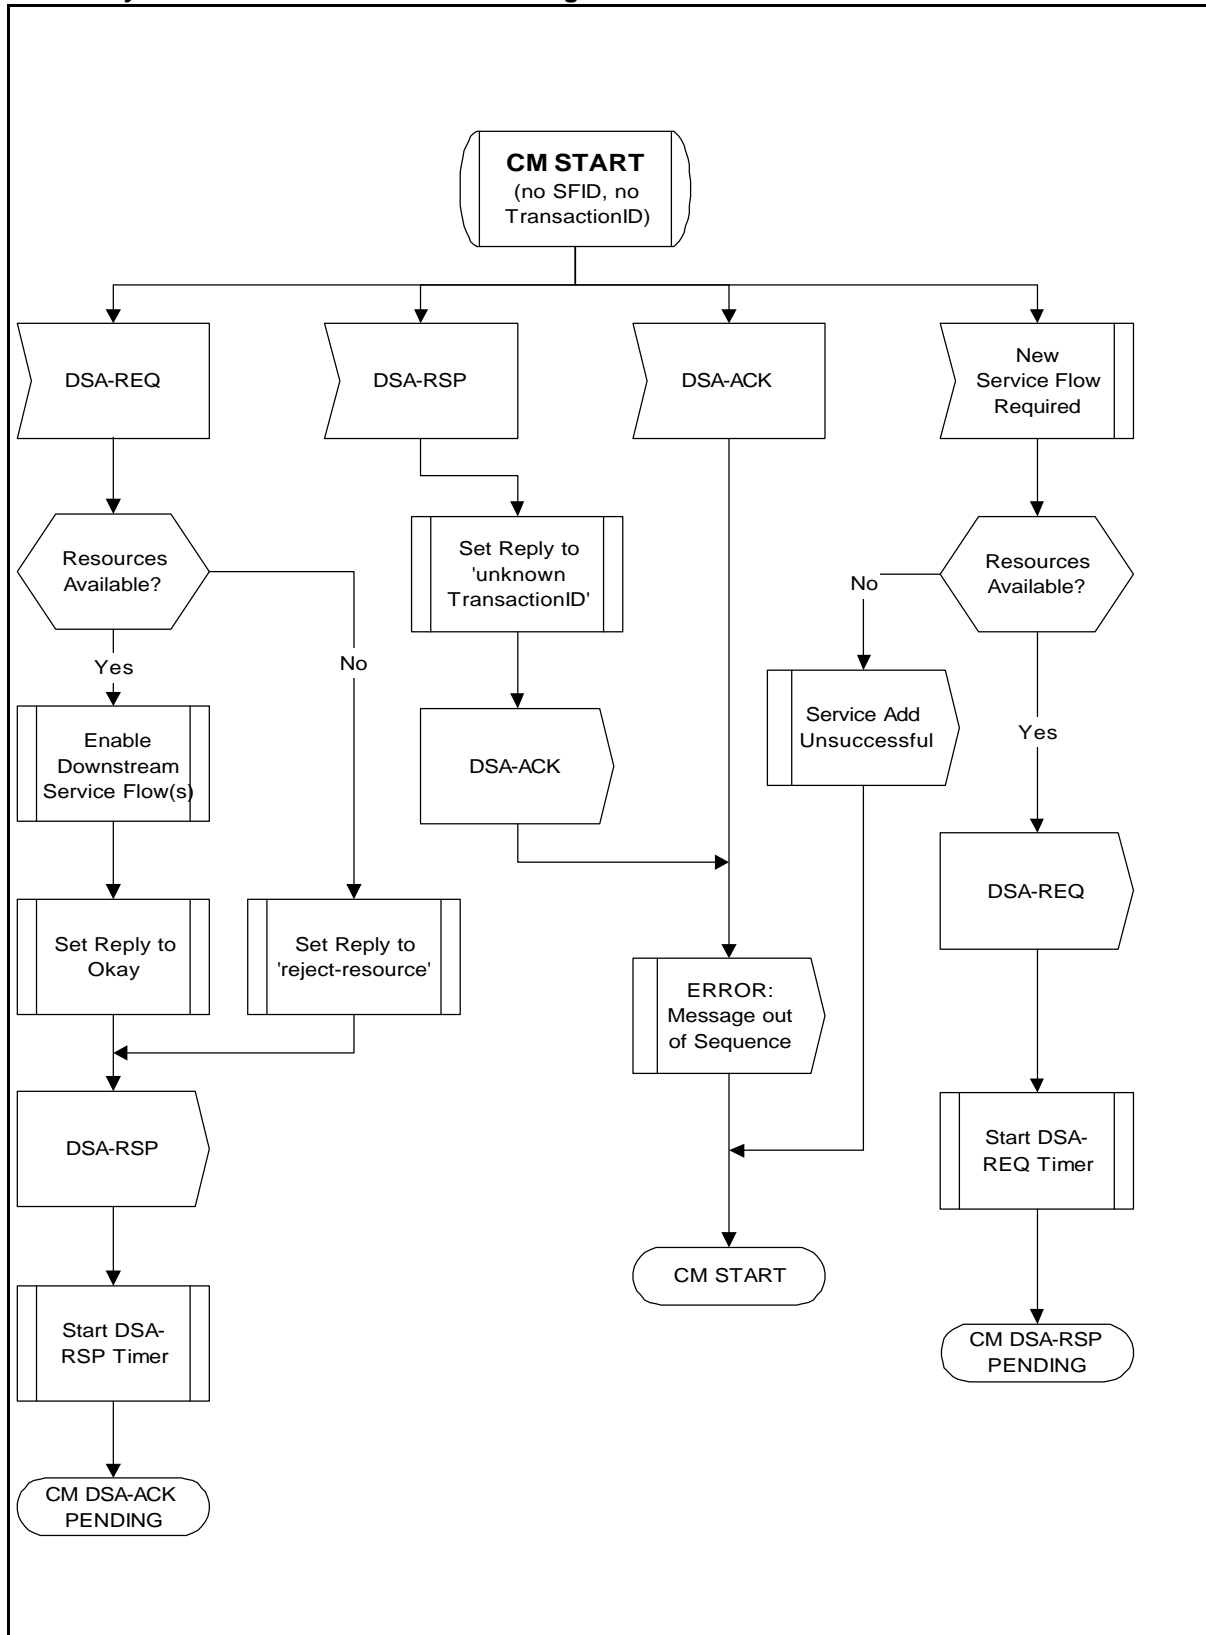 CM START
(no SFID, no
TransactionID)
DSA-REQ
DSA-RSP
DSA-ACK
New
Service Flow
Required
Resources
Available?
Set Reply to
'unknown
TransactionID'
Resources
Available?
No
Yes
No
Enable
Downstream
Service Flow(s)
DSA-ACK
Service Add
Unsuccessful
Yes
DSA-REQ
Set Reply to
Okay
Set Reply to
'reject-resource'
ERROR:
Message out
of Sequence
DSA-RSP
Start DSA-
REQ Timer
CM START
Start DSA-
RSP Timer
CM DSA-RSP
PENDING
CM DSA-ACK
PENDING